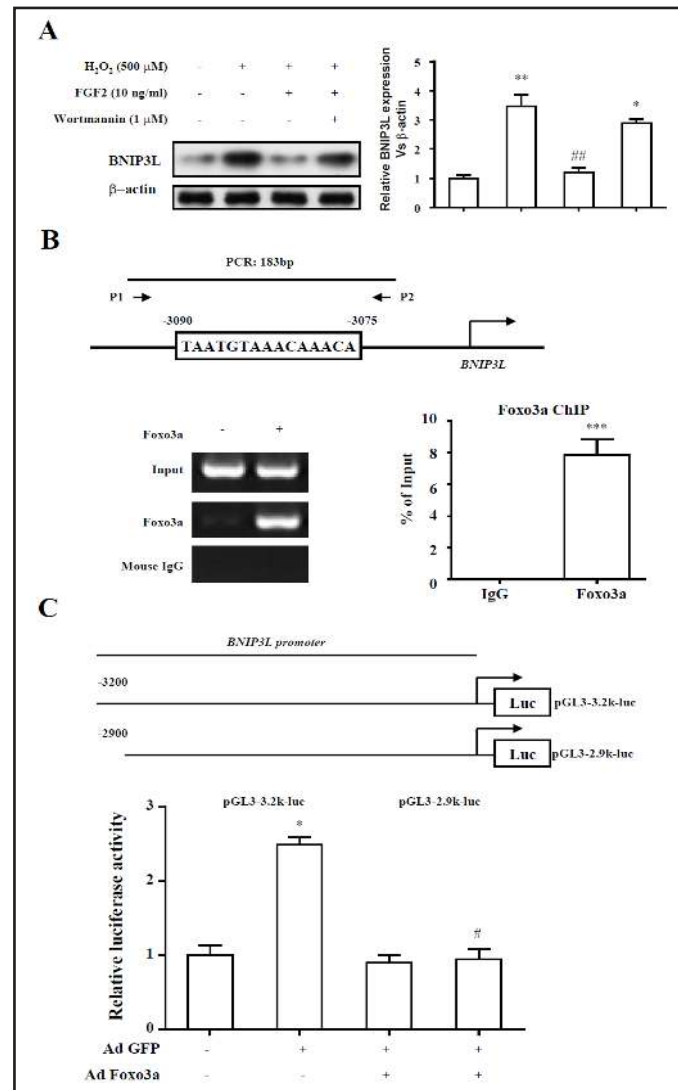 A
H₂O₂ (500 μM) - + + +
FGF2 (10 ng/ml) - - + +
Wortmannin (1 μM) - - - +
BNIP3L
β-actin
Relative BNIP3L expression
Vs β-actin
5
4
3
2
1
0
**
##
*
B
PCR: 183bp
P1
P2
-3090
-3075
TAATGTAAACAAACA
BNIP3L
Foxo3a - +
Input
Foxo3a
Mouse IgG
Foxo3a ChIP
% of Input
10
8
6
4
2
0
***
IgG
Foxo3a
C
BNIP3L promoter
-3200
Luc
pGL3-3.2k-luc
-2900
Luc
pGL3-2.9k-luc
Relative luciferase activity
3
2
1
0
pGL3-3.2k-luc
pGL3-2.9k-luc
*
#
Ad GFP - + + +
Ad Foxo3a - - + +